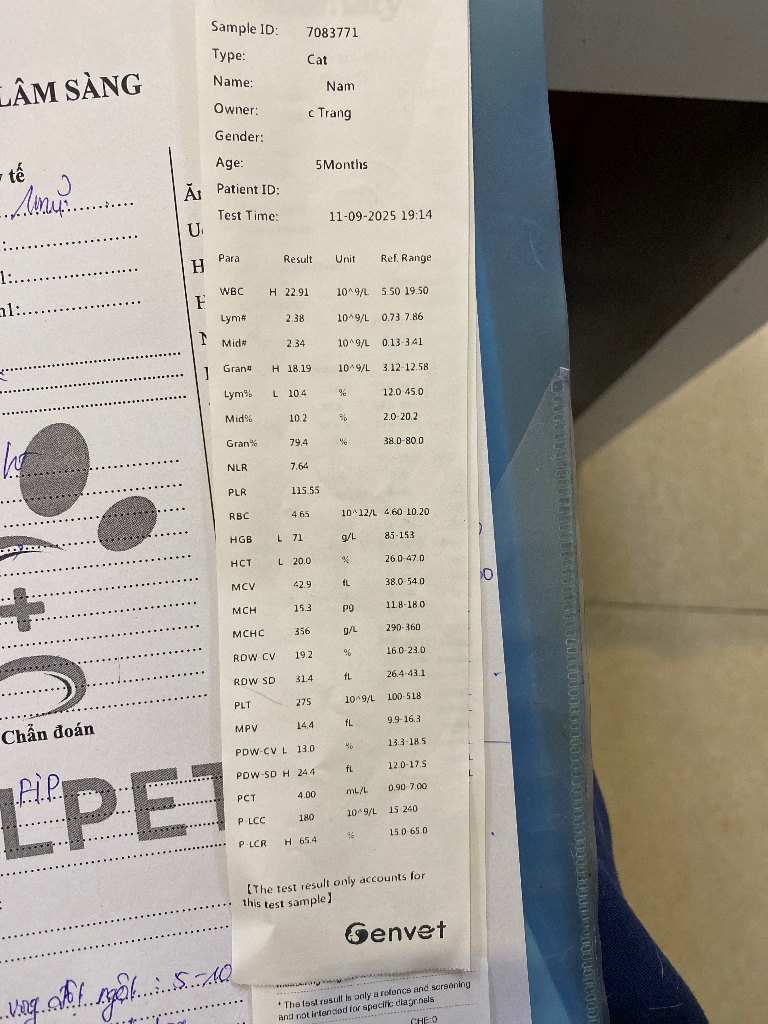 LÂM SÀNG
y tế
Ăn
Sample ID: 7083771
Type: Cat
Name: Nam
Owner: c Trang
Gender:
Age: 5Months
Patient ID:
Test Time: 11-09-2025 19:14
Para Result Unit Ref. Range
WBC H 22.91 10^9/L 5.50-19.50
Lym# 2.38 10^9/L 0.73-7.86
Mid# 2.34 10^9/L 0.13-3.41
Gran# H 18.19 10^9/L 3.12-12.58
Lym% L 10.4 % 12.0-45.0
Mid% 10.2 % 2.0-20.2
Gran% 79.4 % 38.0-80.0
NLR 7.64
PLR 115.55
RBC 4.65 10^12/L 4.60-10.20
HGB L 71 g/L 85-153
HCT L 20.0 % 26.0-47.0
MCV 42.9 fL 38.0-54.0
MCH 15.3 pg 11.8-18.0
MCHC 356 g/L 290-360
RDW-CV 19.2 % 16.0-23.0
RDW-SD 31.4 fL 26.4-43.1
PLT 275 10^9/L 100-518
MPV 14.4 fL 9.9-16.3
PDW-CV L 13.0 % 13.3-18.5
PDW-SD H 24.4 fL 12.0-17.5
PCT 4.00 mL/L 0.90-7.00
P-LCC 180 10^9/L 15-240
P-LCR H 65.4 % 15.0-65.0
【The test result only accounts for
this test sample】
Genvet
Chẩn đoán
FIP
LPET
ngột : 5-10
* The test result is only a refence and screening
and not intended for specific diagnnsis
CHE:0